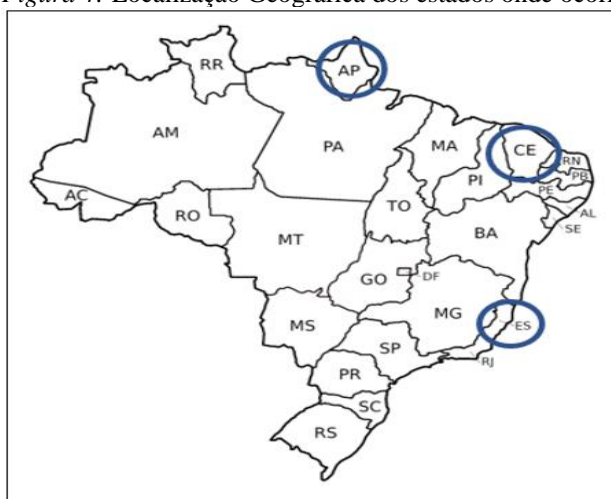 Figura 4: Localização Geográfica dos estados onde
RR
AP
AM
PA
MA
CE
RN
PB
PI
PE
AC
TO
AL
RO
SE
BA
MT
GO
DF
MG
ES
MS
SP
RJ
PR
SC
RS